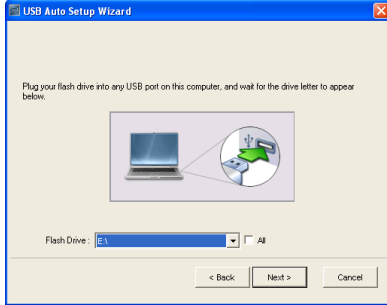 USB Auto Setup Wizard
Plug your flash drive into any USB port on this computer, and wait for the drive letter to appear
below.
Flash Drive : E:\ All
< Back Next > Cancel